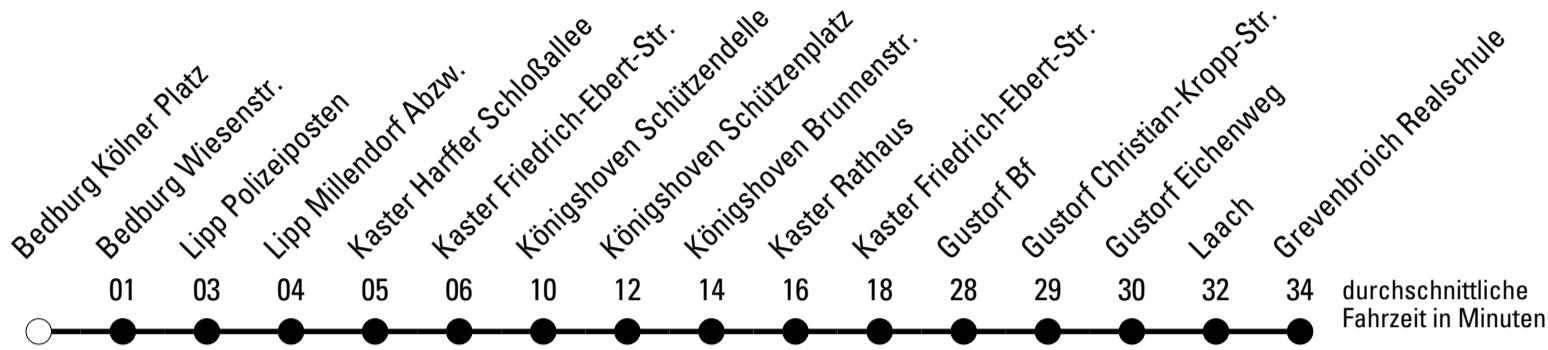 Bedburg Kölner Platz
Bedburg Wiesenstr.
Lipp Polizeiposten
Lipp Millendorf Abzw.
Kaster Harffer Schloßallee
Kaster Friedrich-Ebert-Str.
Königshoven Schützendelle
Königshoven Schützenplatz
Königshoven Brunnenstr.
Kaster Rathaus
Kaster Friedrich-Ebert-Str.
Gustorf Bf
Gustorf Christian-Kropp-Str.
Gustorf Eichenweg
Laach
Grevenbroich Realschule
01 03 04 05 06 10 12 14 16 18 28 29 30 32 34
durchschnittliche
Fahrzeit in Minuten